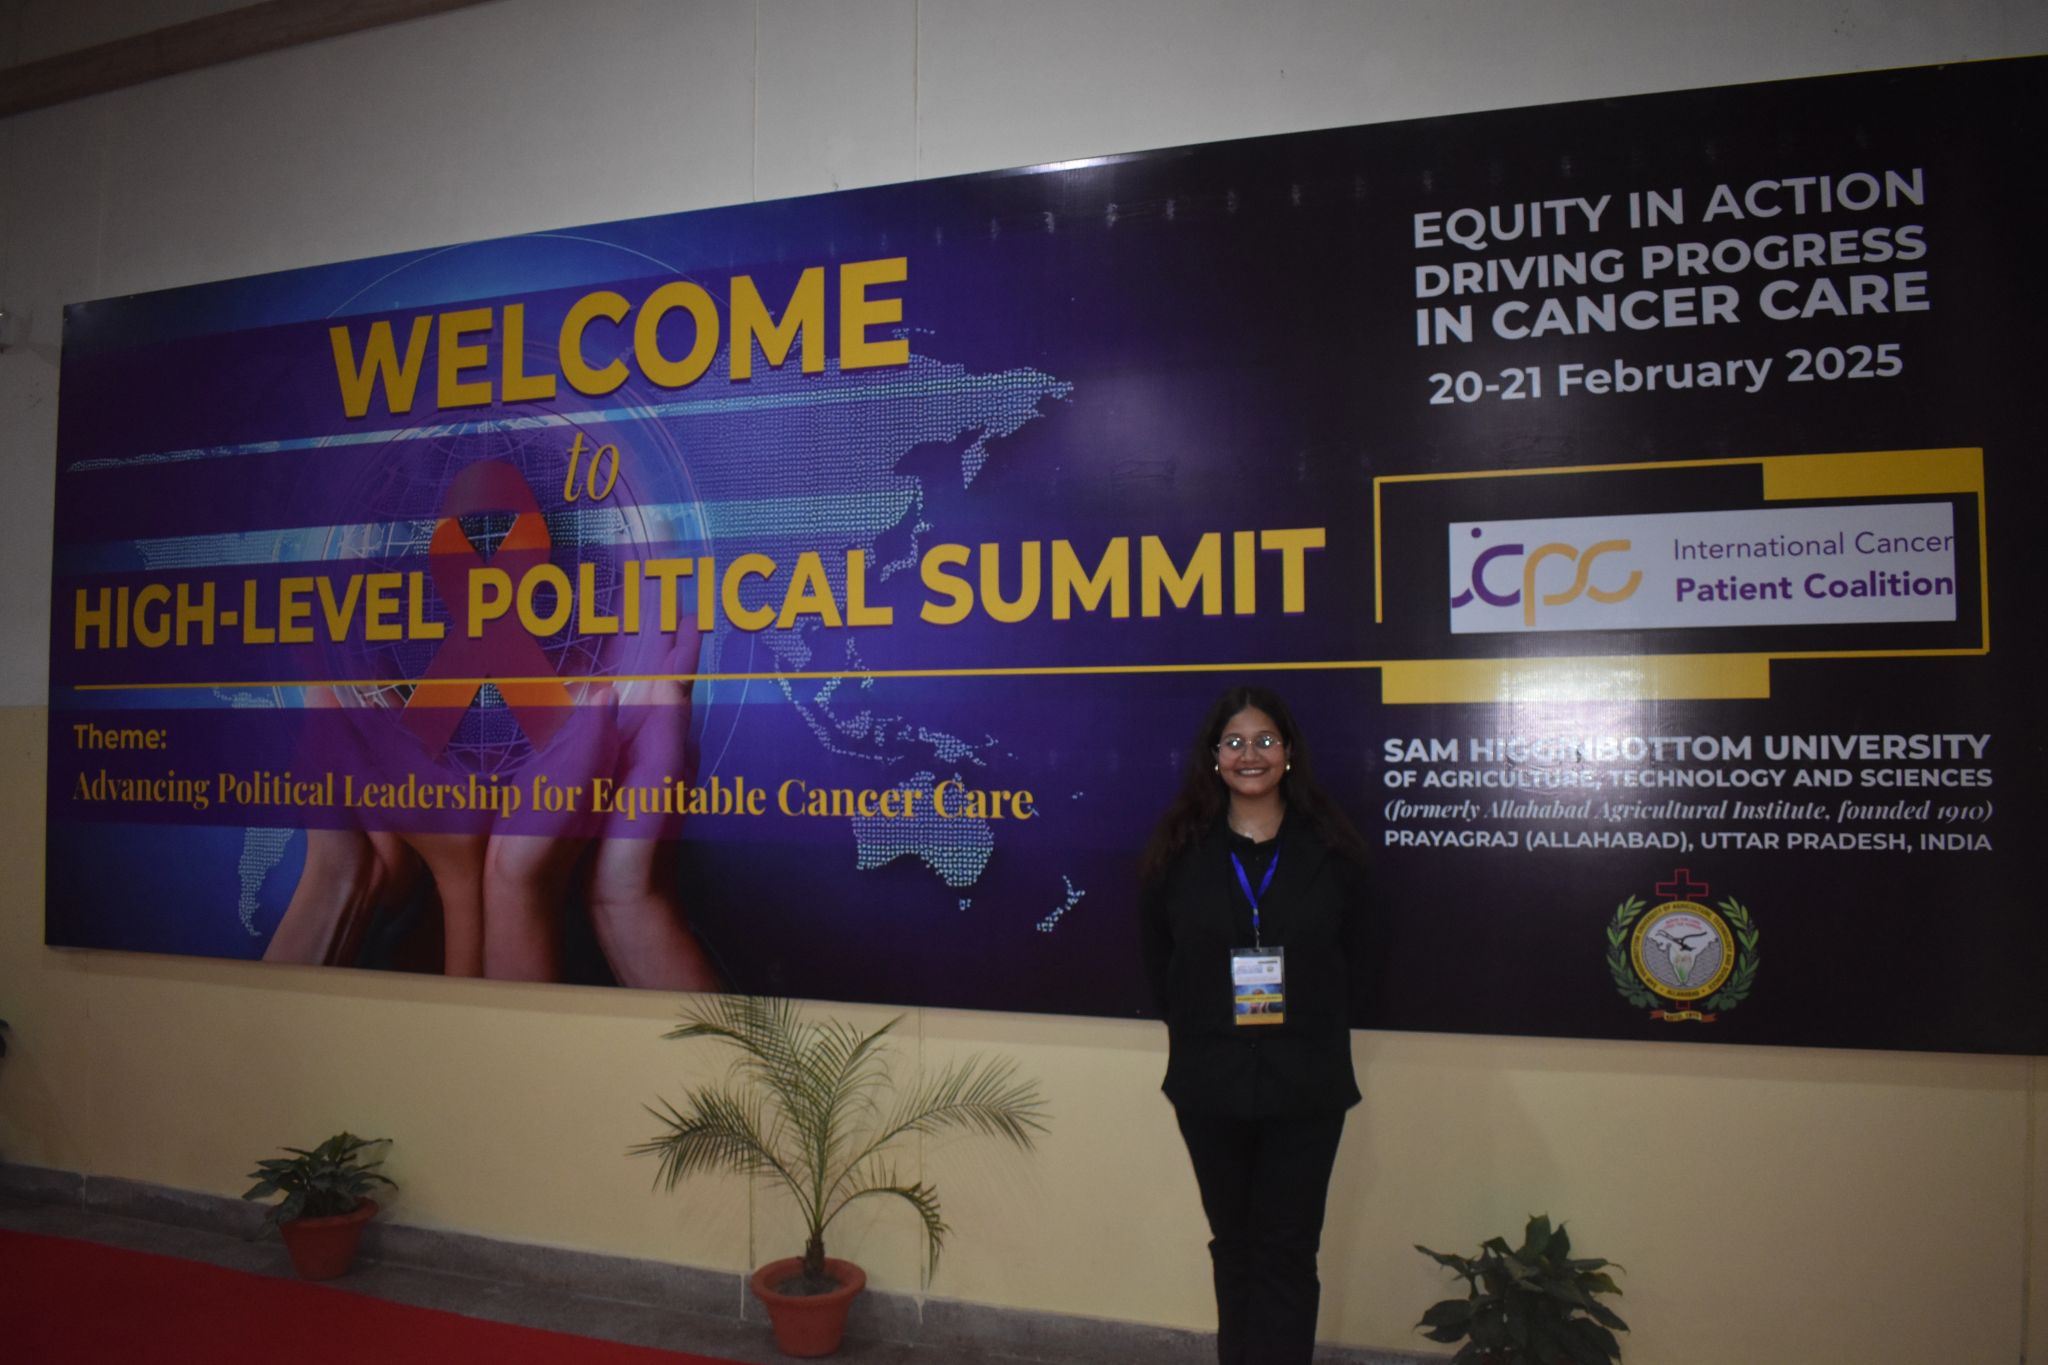 WELCOME
to
HIGH-LEVEL POLITICAL SUMMIT
Theme:
Advancing Political Leadership for Equitable Cancer Care
EQUITY IN ACTION
DRIVING PROGRESS
IN CANCER CARE
20-21 February 2025
icpc
International Cancer
Patient Coalition
SAM HIGGINBOTTOM UNIVERSITY
OF AGRICULTURE, TECHNOLOGY AND SCIENCES
(formerly Allahabad Agricultural Institute, founded 1910)
PRAYAGRAJ (ALLAHABAD), UTTAR PRADESH, INDIA